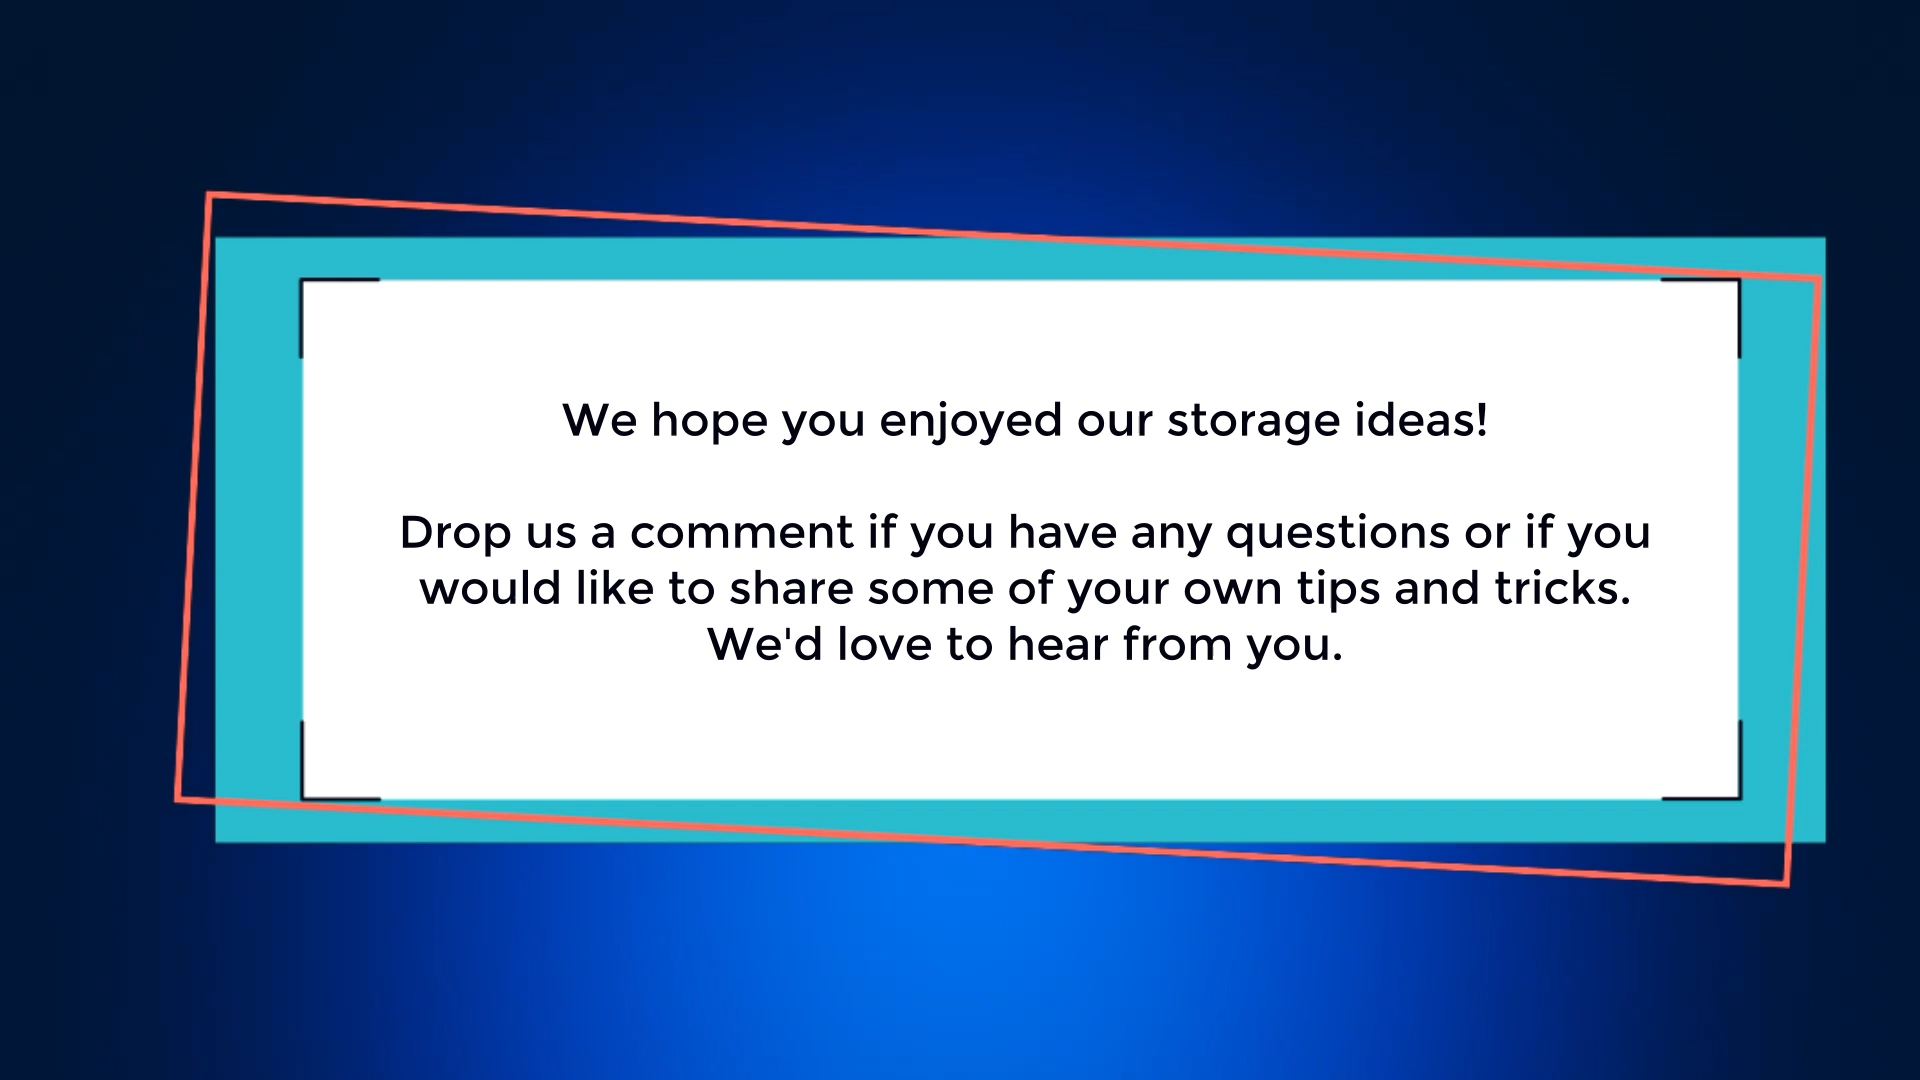 We hope you enjoyed our storage ideas!
Drop us a comment if you have any questions or if you
would like to share some of your own tips and tricks.
We'd love to hear from you.